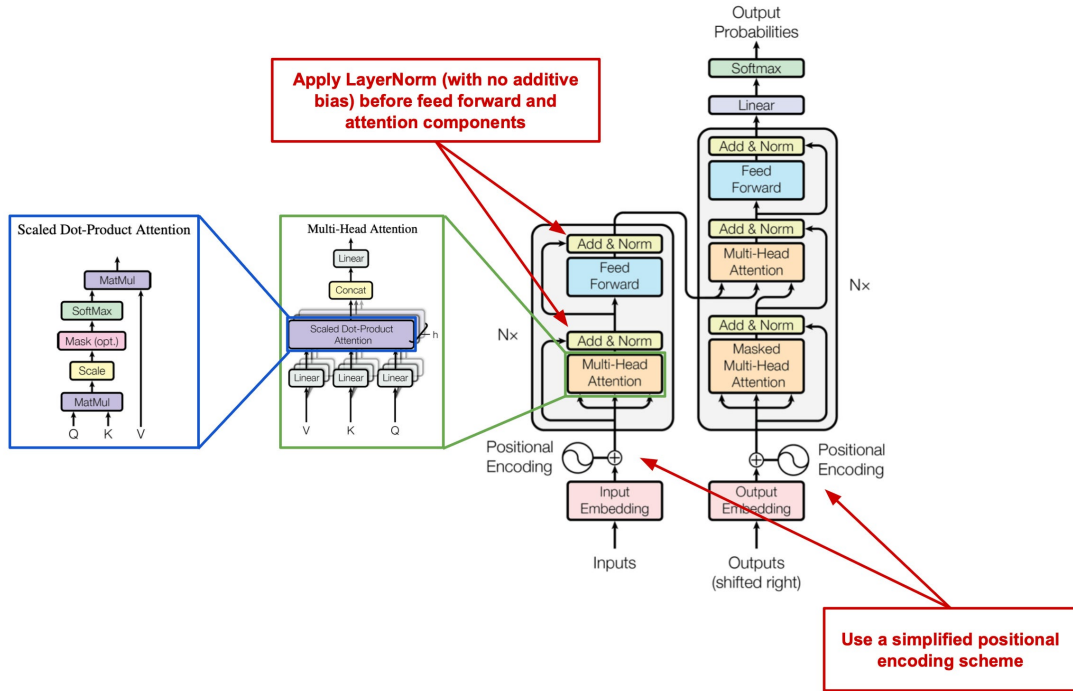 Output
Probabilities
Softmax
Linear
Add & Norm
Feed
Forward
Add & Norm
Multi-Head
Attention
Add & Norm
Masked
Multi-Head
Attention
N×
Positional
Encoding
Output
Embedding
Outputs
(shifted right)
Apply LayerNorm (with no additive
bias) before feed forward and
attention components
Add & Norm
Feed
Forward
Add & Norm
Multi-Head
Attention
N×
Positional
Encoding
Input
Embedding
Inputs
Scaled Dot-Product Attention
MatMul
SoftMax
Mask (opt.)
Scale
MatMul
Q K V
Multi-Head Attention
Linear
Concat
Scaled Dot-Product
Attention
h
Linear Linear Linear
V K Q
Use a simplified positional
encoding scheme